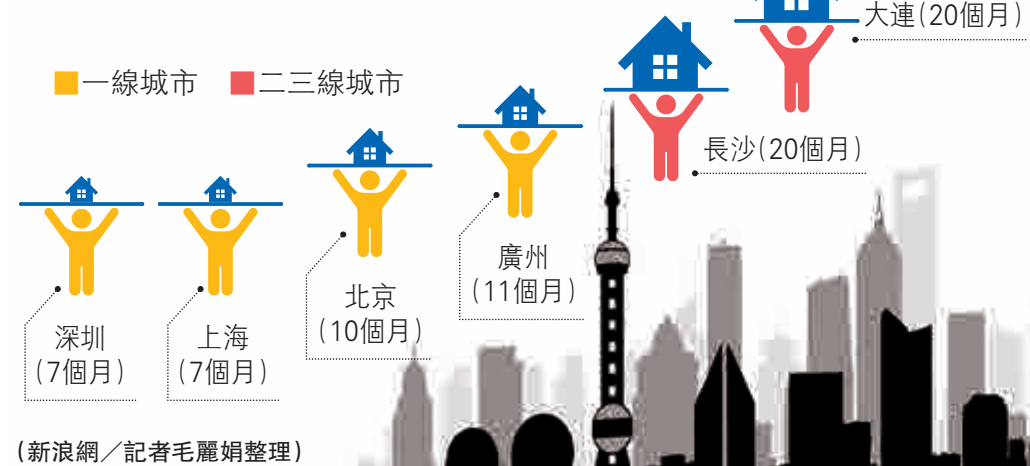 大連(20個月)
■一線城市 ■二三線城市
長沙(20個月)
廣州
(11個月)
北京
(10個月)
深圳
(7個月)
上海
(7個月)
(新浪網／記者毛麗娟整理)